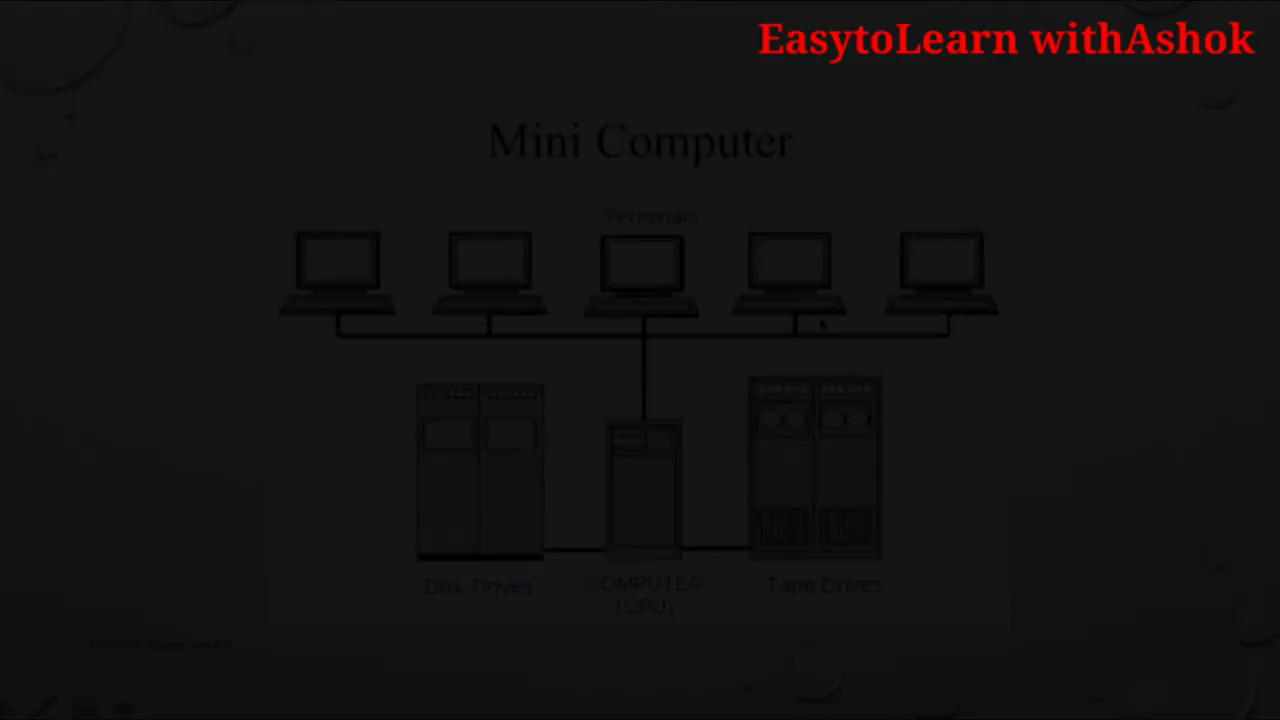 EasytoLearn withAshok
Mini Computer
Terminals
Disk Drives
COMPUTER
(CPU)
Tape Drives